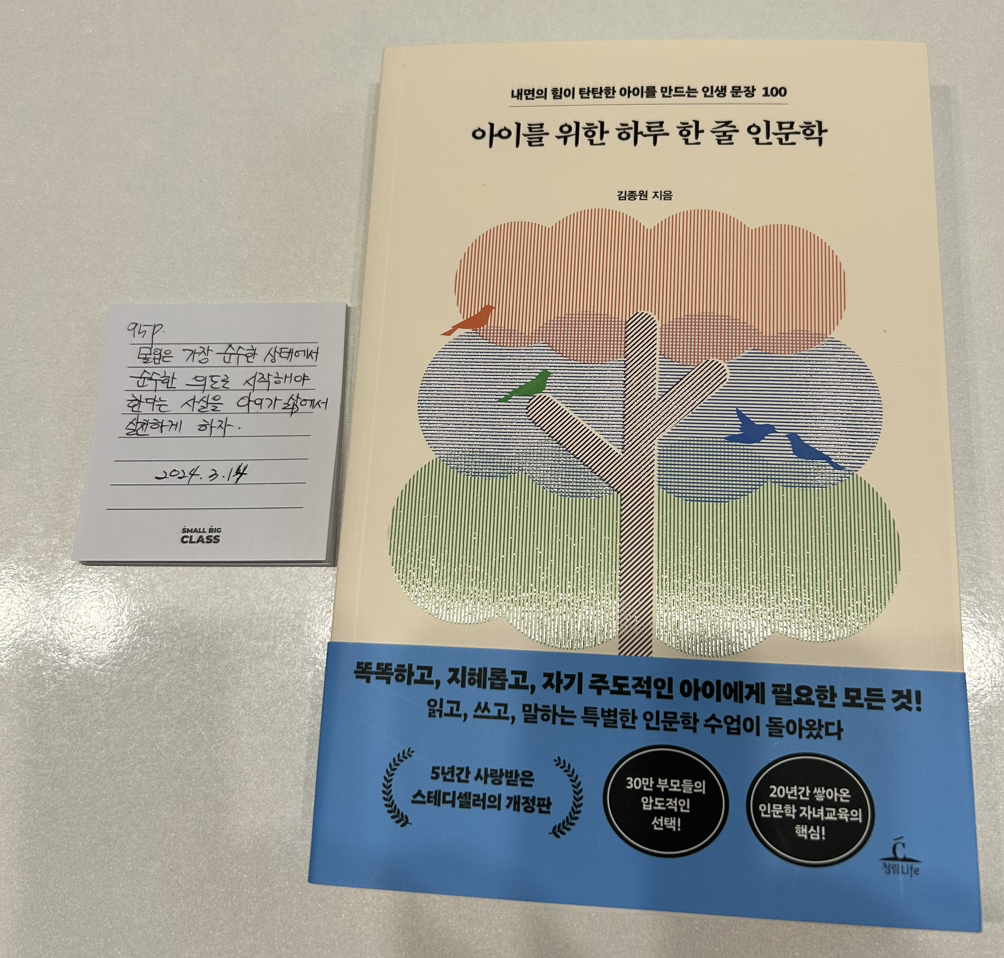 95p.
몰입은 가장 순수한 상태에서
순수한 의도로 시작해야
한다는 사실을 아이가 삶에서
실천하게 하자.
2024.3.14
SMALL BIG
CLASS
내면의 힘이 탄탄한 아이를 만드는 인생 문장 100
아이를 위한 하루 한 줄 인문학
김종원 지음
똑똑하고, 지혜롭고, 자기 주도적인 아이에게 필요한 모든 것!
읽고, 쓰고, 말하는 특별한 인문학 수업이 돌아왔다
5년간 사랑받은
스테디셀러의 개정판
30만 부모들의
압도적인
선택!
20년간 쌓아온
인문학 자녀교육의
핵심!
청림Life